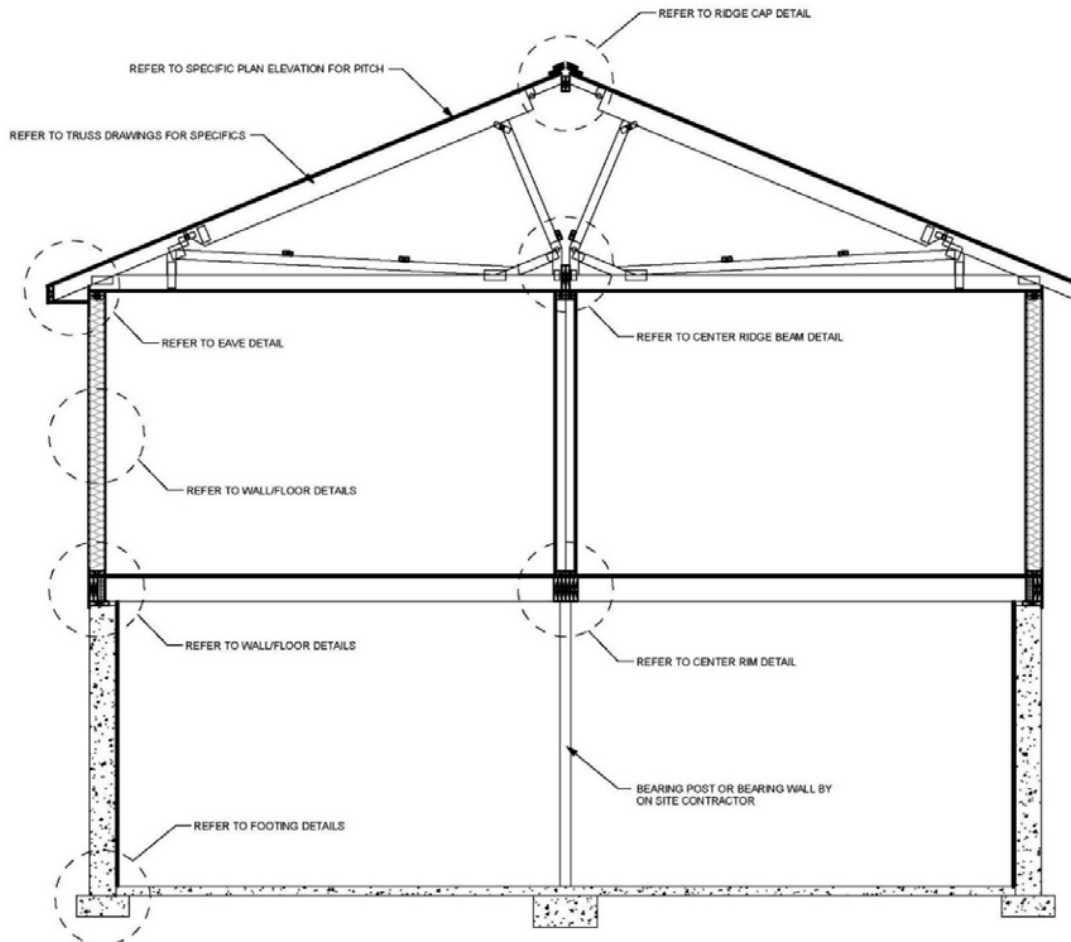 REFER TO RIDGE CAP DETAIL
REFER TO SPECIFIC PLAN ELEVATION FOR PITCH
REFER TO TRUSS DRAWINGS FOR SPECIFICS
REFER TO EAVE DETAIL
REFER TO CENTER RIDGE BEAM DETAIL
REFER TO WALL/FLOOR DETAILS
REFER TO WALL/FLOOR DETAILS
REFER TO CENTER RIM DETAIL
BEARING POST OR BEARING WALL BY
ON SITE CONTRACTOR
REFER TO FOOTING DETAILS